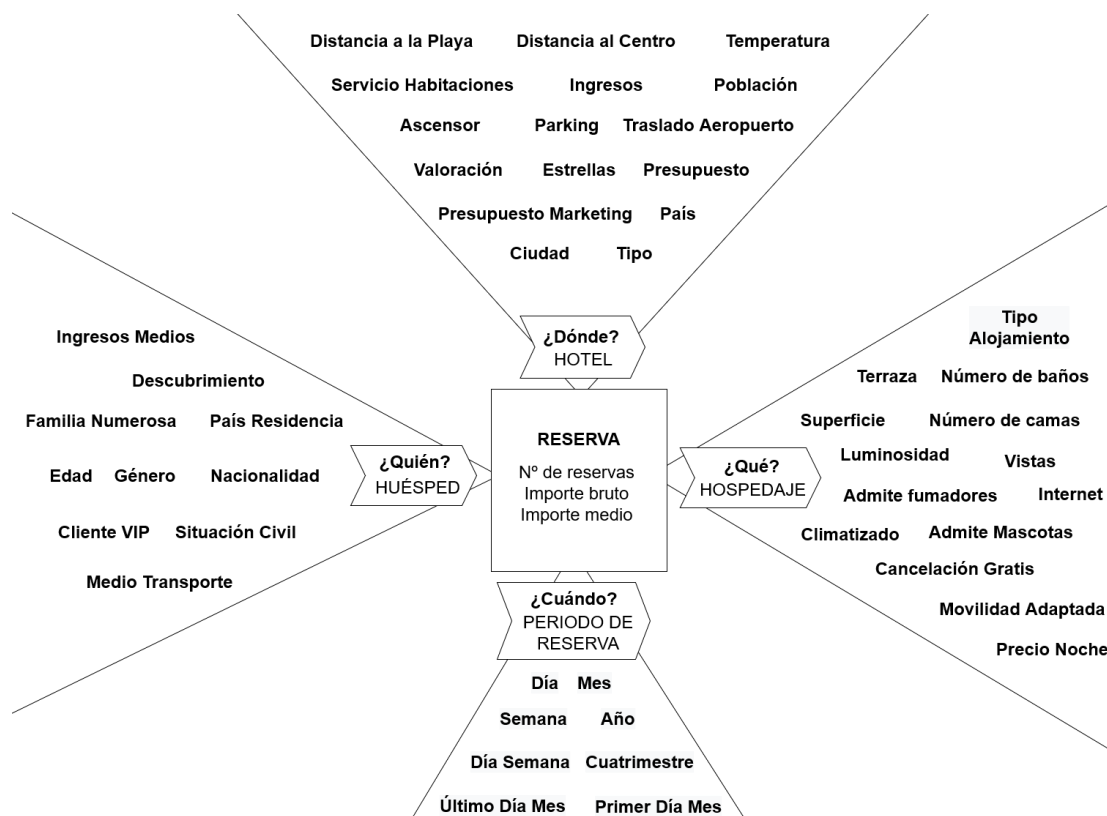 Distancia a la Playa Distancia al Centro Temperatura
Servicio Habitaciones Ingresos Población
Ascensor Parking Traslado Aeropuerto
Valoración Estrellas Presupuesto
Presupuesto Marketing País
Ciudad Tipo
¿Dónde?
HOTEL
Ingresos Medios
Descubrimiento
Familia Numerosa País Residencia
Edad Género Nacionalidad
Cliente VIP Situación Civil
Medio Transporte
¿Quién?
HUÉSPED
RESERVA
Nº de reservas
Importe bruto
Importe medio
¿Qué?
HOSPEDAJE
Tipo
Alojamiento
Terraza Número de baños
Superficie Número de camas
Luminosidad Vistas
Admite fumadores Internet
Climatizado Admite Mascotas
Cancelación Gratis
Movilidad Adaptada
Precio Noche
¿Cuándo?
PERIODO DE
RESERVA
Día Mes
Semana Año
Día Semana Cuatrimestre
Último Día Mes Primer Día Mes